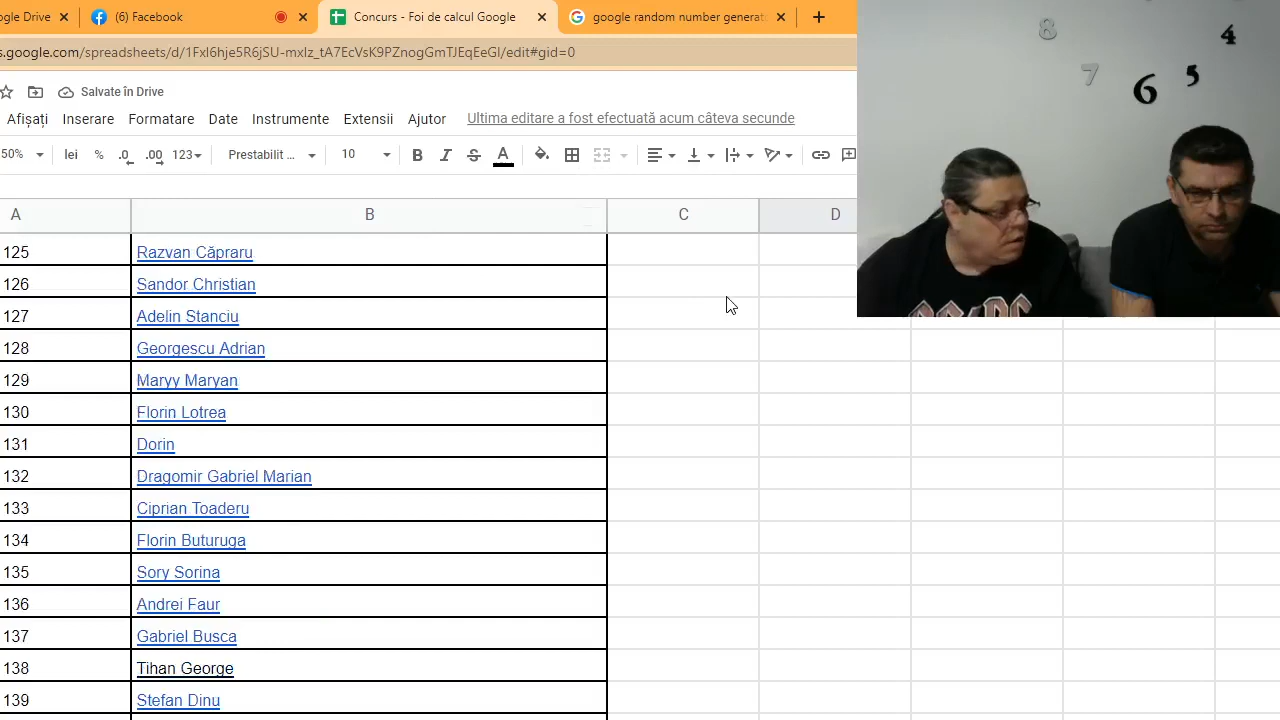 ogle Drive
(6) Facebook
Concurs - Foi de calcul Google
google random number generat
s.google.com/spreadsheets/d/1FxI6hje5R6jSU-mxIz_tA7EcVsK9PZnogGmTJEqEeGI/edit#gid=0
Salvate în Drive
Afișați Inserare Formatare Date Instrumente Extensii Ajutor Ultima editare a fost efectuată acum câteva secunde
50% lei % .0 .00 123 Prestabilit ... 10 B I S A
A B C D
125 Razvan Căpraru
126 Sandor Christian
127 Adelin Stanciu
128 Georgescu Adrian
129 Maryy Maryan
130 Florin Lotrea
131 Dorin
132 Dragomir Gabriel Marian
133 Ciprian Toaderu
134 Florin Buturuga
135 Sory Sorina
136 Andrei Faur
137 Gabriel Busca
138 Tihan George
139 Stefan Dinu
8 4
7 6 5